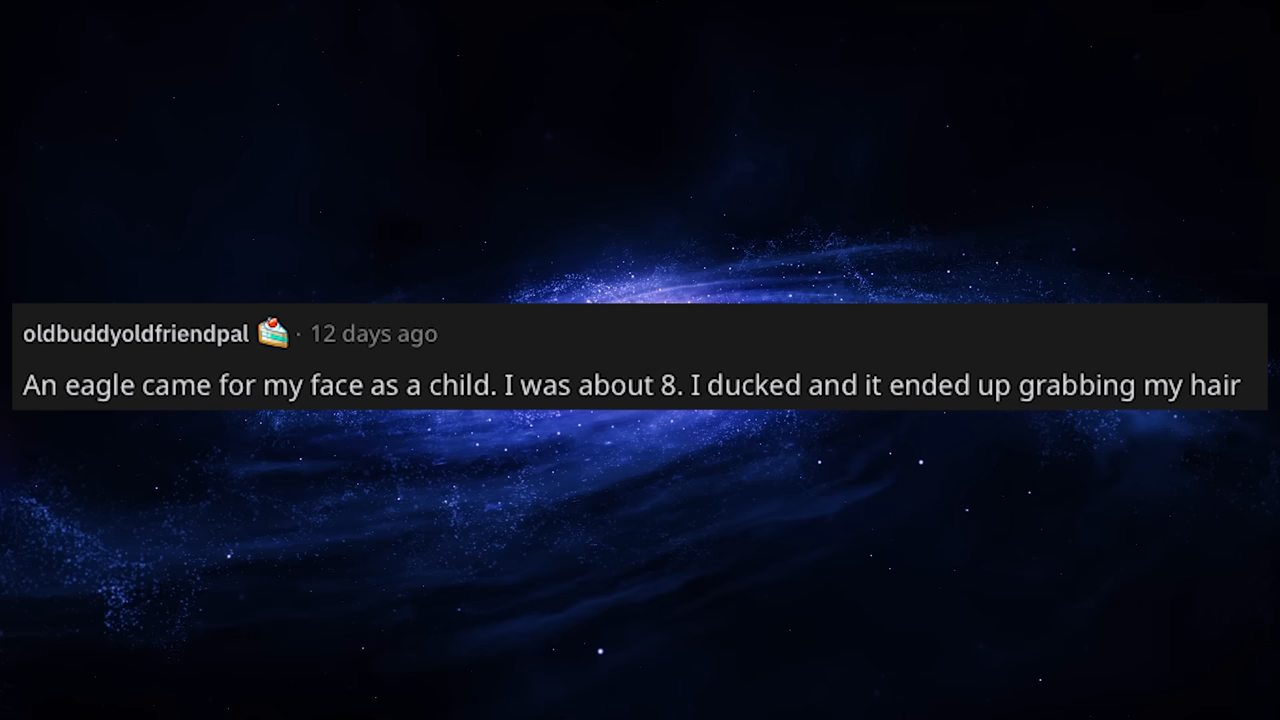 oldbuddyoldfriendpal 🍰 · 12 days ago
An eagle came for my face as a child. I was about 8. I ducked and it ended up grabbing my hair